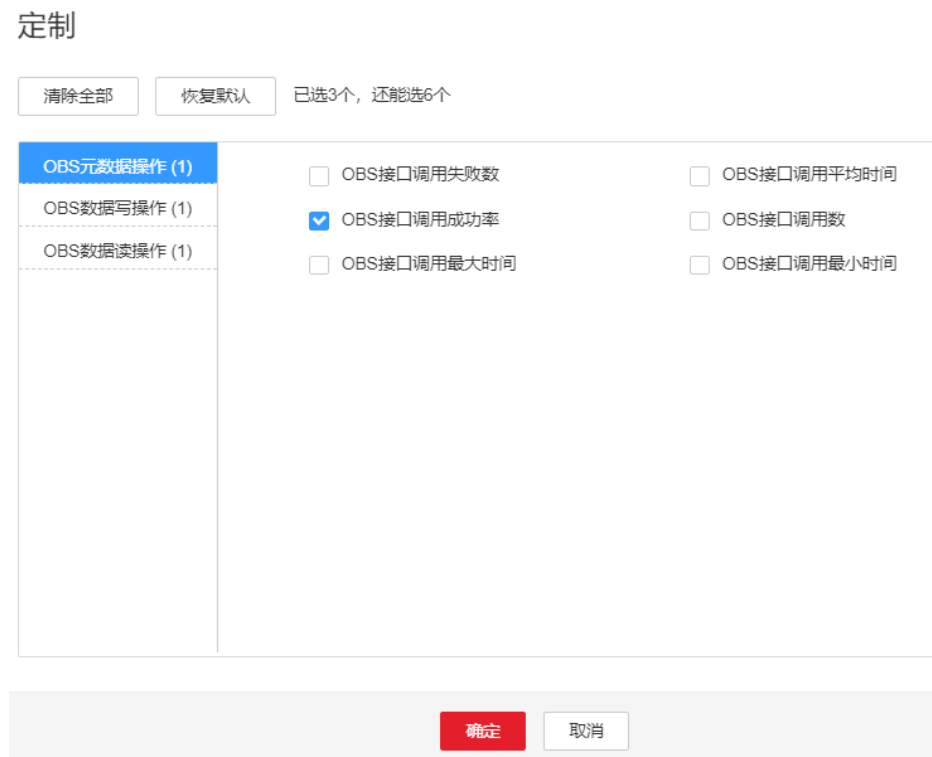 定制
清除全部 恢复默认 已选3个，还能选6个
OBS元数据操作 (1)
OBS数据写操作 (1)
OBS数据读操作 (1)
OBS接口调用失败数 OBS接口调用平均时间
OBS接口调用成功率 OBS接口调用数
OBS接口调用最大时间 OBS接口调用最小时间
确定 取消